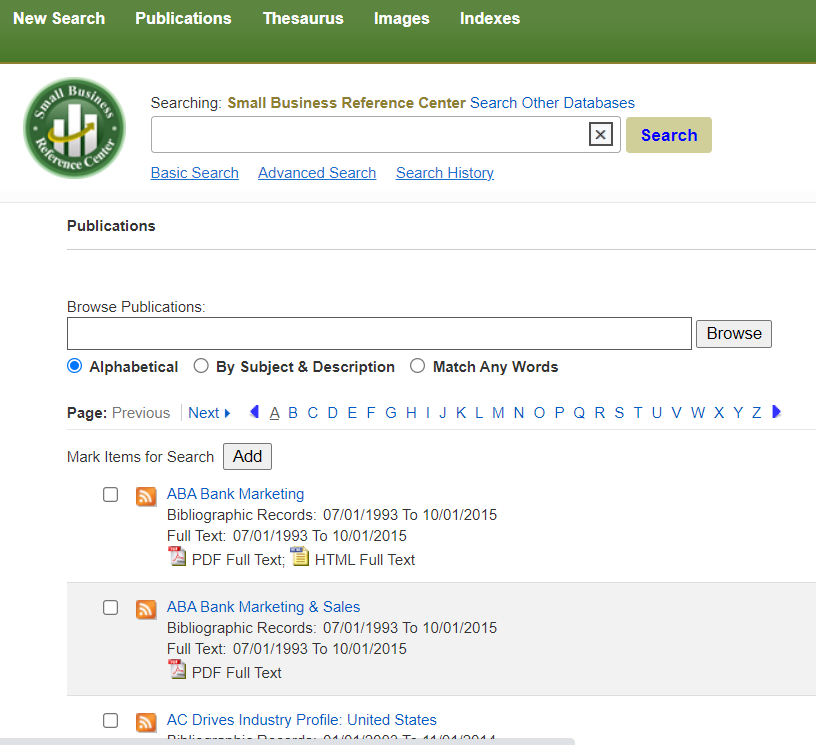 New Search Publications Thesaurus Images Indexes
Small Business Reference Center
Searching: Small Business Reference Center Search Other Databases
Search
Basic Search Advanced Search Search History
Publications
Browse Publications:
Browse
Alphabetical By Subject & Description Match Any Words
Page: Previous Next A B C D E F G H I J K L M N O P Q R S T U V W X Y Z
Mark Items for Search Add
ABA Bank Marketing
Bibliographic Records: 07/01/1993 To 10/01/2015
Full Text: 07/01/1993 To 10/01/2015
PDF Full Text; HTML Full Text
ABA Bank Marketing & Sales
Bibliographic Records: 07/01/1993 To 10/01/2015
Full Text: 07/01/1993 To 10/01/2015
PDF Full Text
AC Drives Industry Profile: United States
Bibliographic Records: